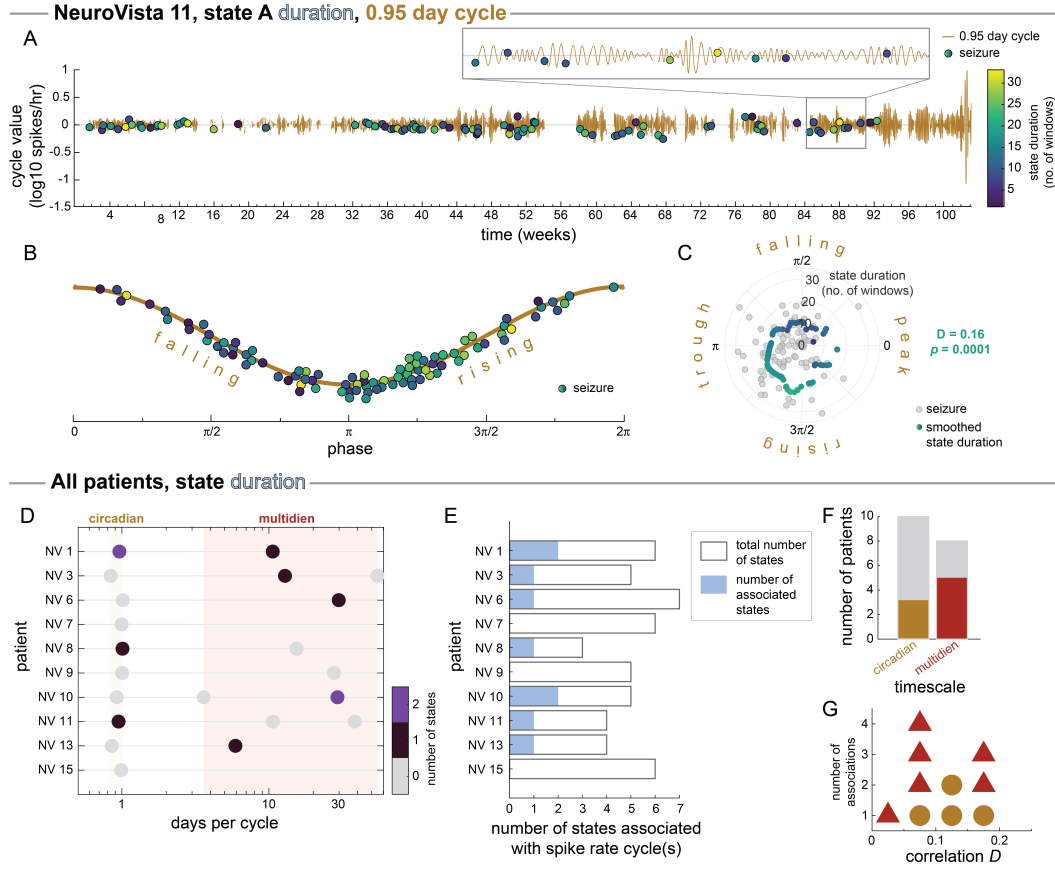 NeuroVista 11, state A duration, 0.95 day cycle
A
0.95 day cycle
seizure
cycle value
(log10 spikes/hr)
1
0.5
0
-0.5
-1
-1.5
4 8 12 16 20 24 28 32 36 40 44 48 52 56 60 64 68 72 76 80 84 88 92 96 100
time (weeks)
30
25
20
15
10
5
state duration
(no. of windows)
B
falling
rising
seizure
0 π/2 π 3π/2 2π
phase
C
falling
π/2
30
20
10
0
state duration
(no. of windows)
trough
π
peak
0
3π/2
rising
D = 0.16
p = 0.0001
seizure
smoothed
state duration
All patients, state duration
D
circadian multidien
patient
NV 1
NV 3
NV 6
NV 7
NV 8
NV 9
NV 10
NV 11
NV 13
NV 15
1 10 30
days per cycle
2
1
0
number of states
E
patient
NV 1
NV 3
NV 6
NV 7
NV 8
NV 9
NV 10
NV 11
NV 13
NV 15
0 1 2 3 4 5 6 7
number of states associated
with spike rate cycle(s)
total number
of states
number of
associated
states
F
number of patients
10
8
6
4
2
0
circadian
multidien
timescale
G
number of
associations
4
3
2
1
0 0.1 0.2
correlation D